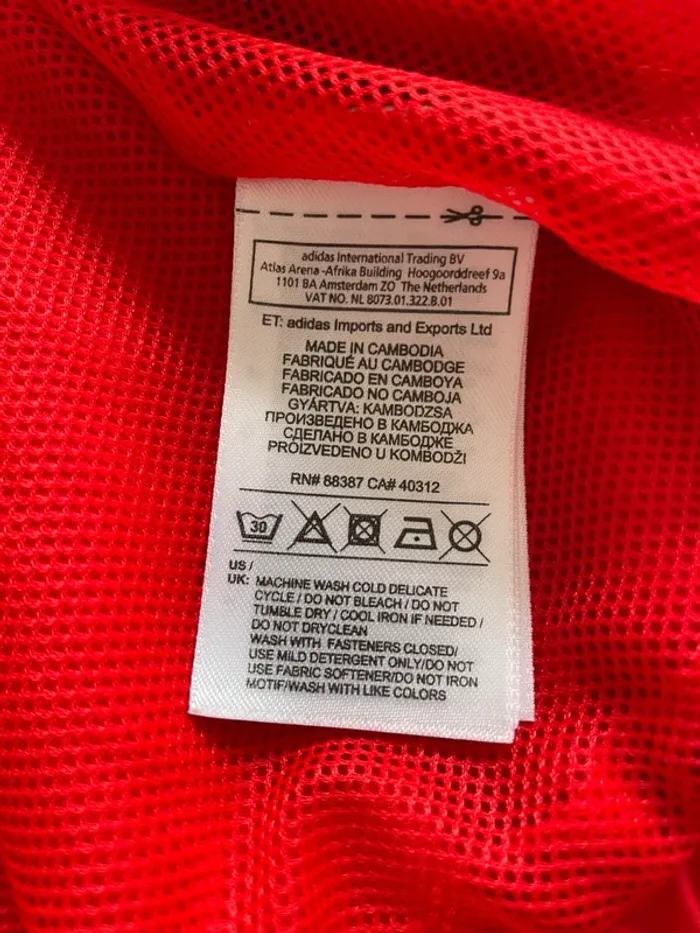 adidas International Trading BV
Atlas Arena -Afrika Building Hoogoorddreef 9a
1101 BA Amsterdam ZO The Netherlands
VAT NO. NL 8073.01.322.B.01
ET: adidas Imports and Exports Ltd
MADE IN CAMBODIA
FABRIQUÉ AU CAMBODGE
FABRICADO EN CAMBOYA
FABRICADO NO CAMBOJA
GYÁRTVA: KAMBODZSA
ПРОИЗВЕДЕНО В КАМБОДЖА
СДЕЛАНО В КАМБОДЖЕ
PROIZVEDENO U KOMBODŽI
RN# 88387 CA# 40312
30
US /
UK: MACHINE WASH COLD DELICATE
CYCLE / DO NOT BLEACH / DO NOT
TUMBLE DRY / COOL IRON IF NEEDED /
DO NOT DRYCLEAN
WASH WITH FASTENERS CLOSED/
USE MILD DETERGENT ONLY/DO NOT
USE FABRIC SOFTENER/DO NOT IRON
MOTIF/WASH WITH LIKE COLORS